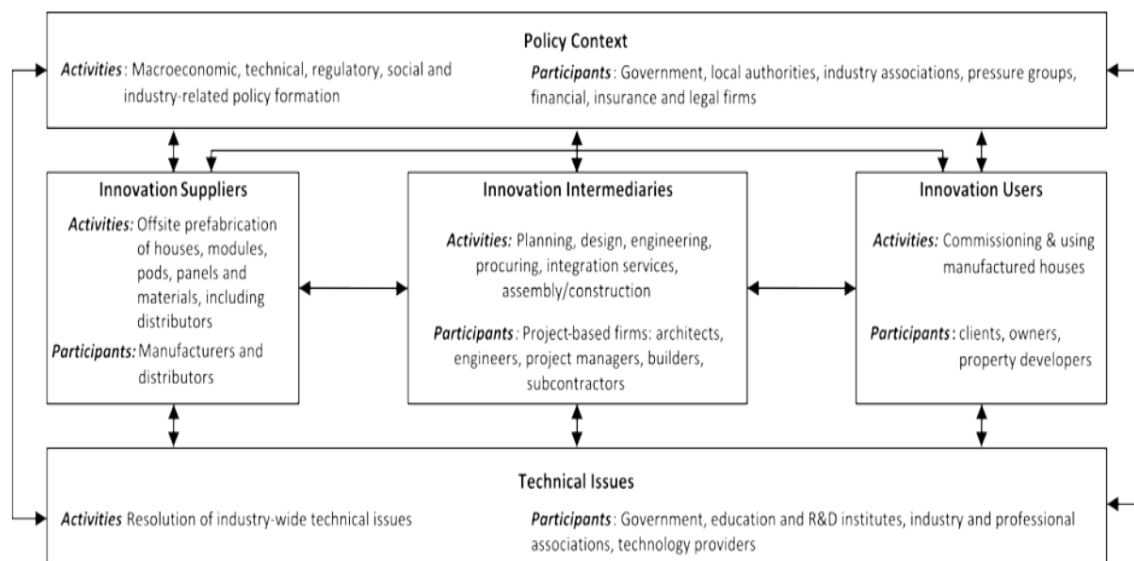 Policy Context
Activities: Macroeconomic, technical, regulatory, social and
industry-related policy formation
Participants: Government, local authorities, industry associations, pressure groups,
financial, insurance and legal firms
Innovation Suppliers
Activities: Offsite prefabrication
of houses, modules,
pods, panels and
materials, including
distributors
Participants: Manufacturers and
distributors
Innovation Intermediaries
Activities: Planning, design, engineering,
procuring, integration services,
assembly/construction
Participants: Project-based firms: architects,
engineers, project managers, builders,
subcontractors
Innovation Users
Activities: Commissioning & using
manufactured houses
Participants: clients, owners,
property developers
Technical Issues
Activities Resolution of industry-wide technical issues
Participants: Government, education and R&D institutes, industry and professional
associations, technology providers